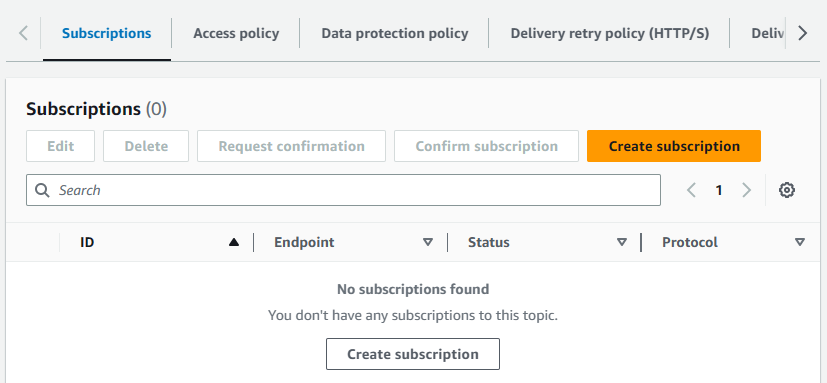 Subscriptions Access policy Data protection policy Delivery retry policy (HTTP/S) Deliv
Subscriptions (0)
Edit Delete Request confirmation Confirm subscription Create subscription
Search 1
ID Endpoint Status Protocol
No subscriptions found
You don't have any subscriptions to this topic.
Create subscription